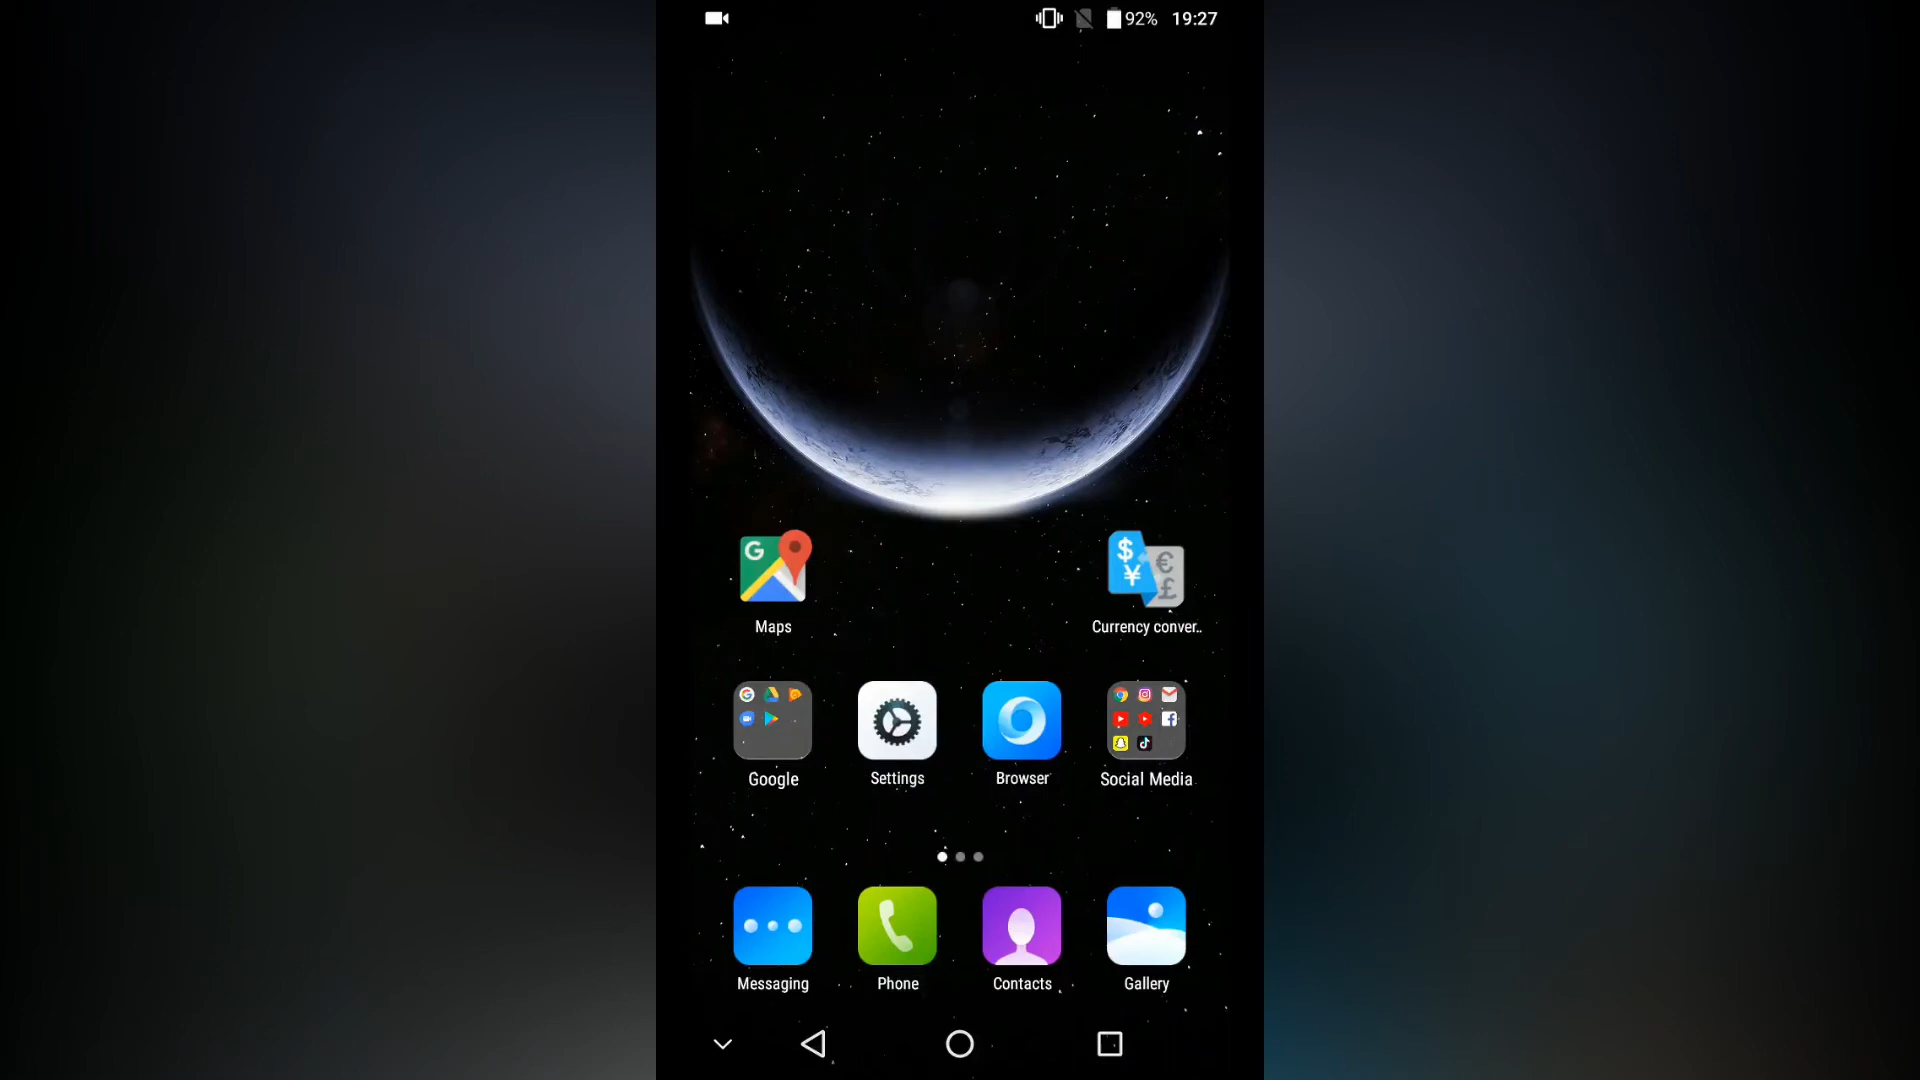 92% 19:27
Maps
Currency conver..
Google
Settings
Browser
Social Media
Messaging
Phone
Contacts
Gallery